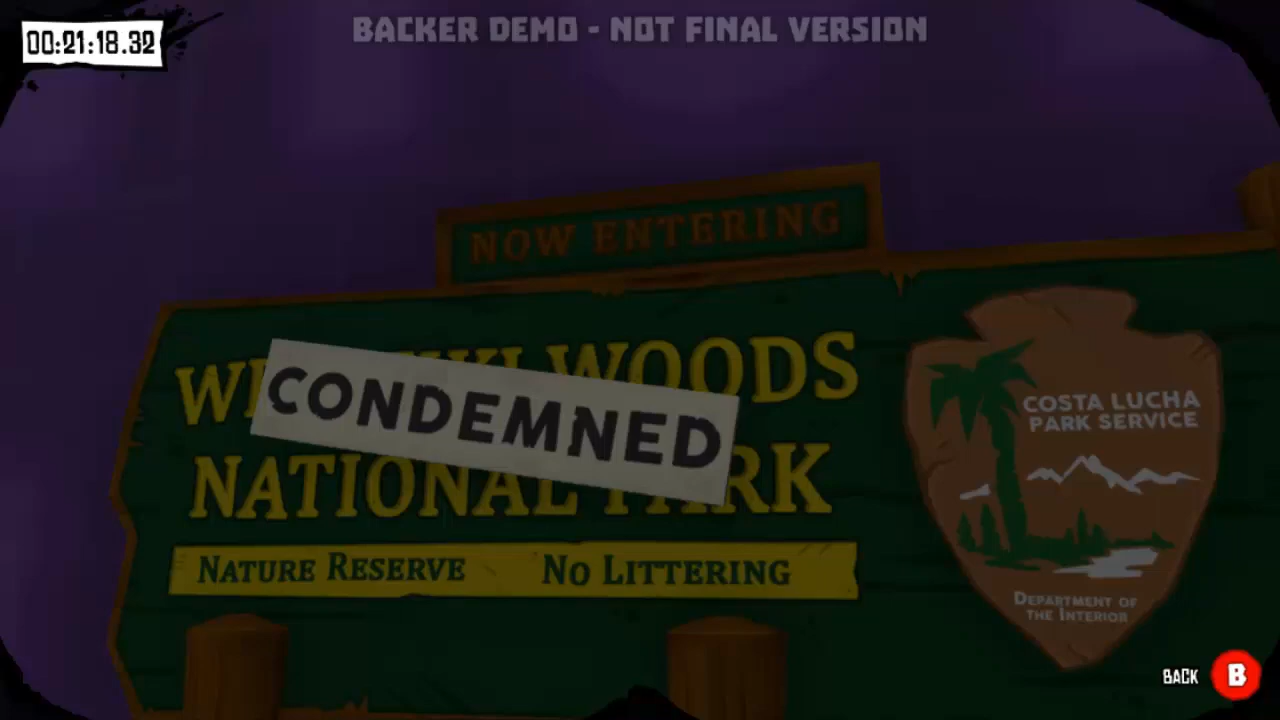 00:21:18.32
BACKER DEMO - NOT FINAL VERSION
NOW ENTERING
WOODS
CONDEMNED
NATIONAL PARK
NATURE RESERVE NO LITTERING
COSTA LUCHA
PARK SERVICE
DEPARTMENT OF
THE INTERIOR
BACK B